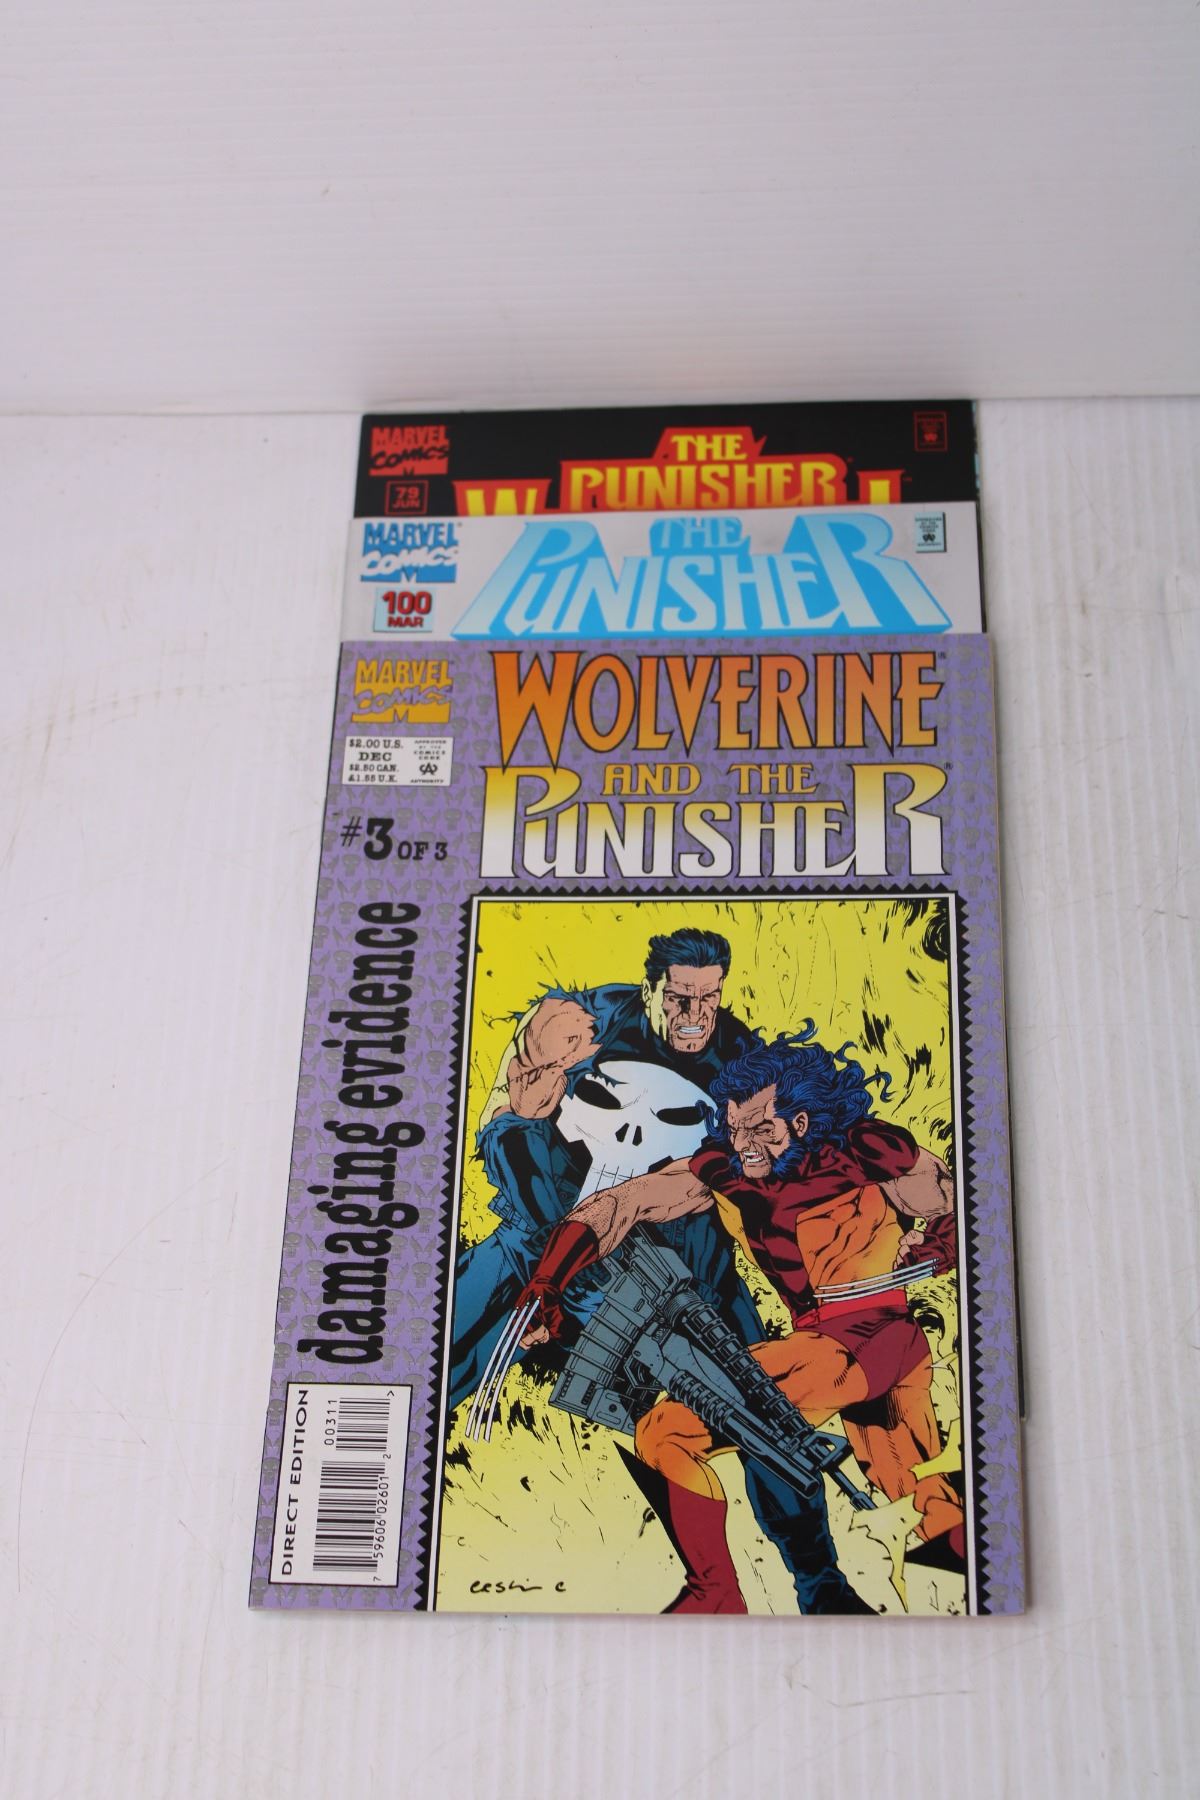 MARVEL
COMICS
79
JUN
THE
PUNISHER
MARVEL
COMICS
100
MAR
THE
PUNISHER
MARVEL
COMICS
$2.00 U.S.
DEC
$2.50 CAN.
£1.55 U.K.
APPROVED
BY THE
COMICS
CODE
AUTHORITY
#3 OF 3
WOLVERINE
AND THE
PUNISHER
damaging evidence
DIRECT EDITION
00311
7 59606 02601 2